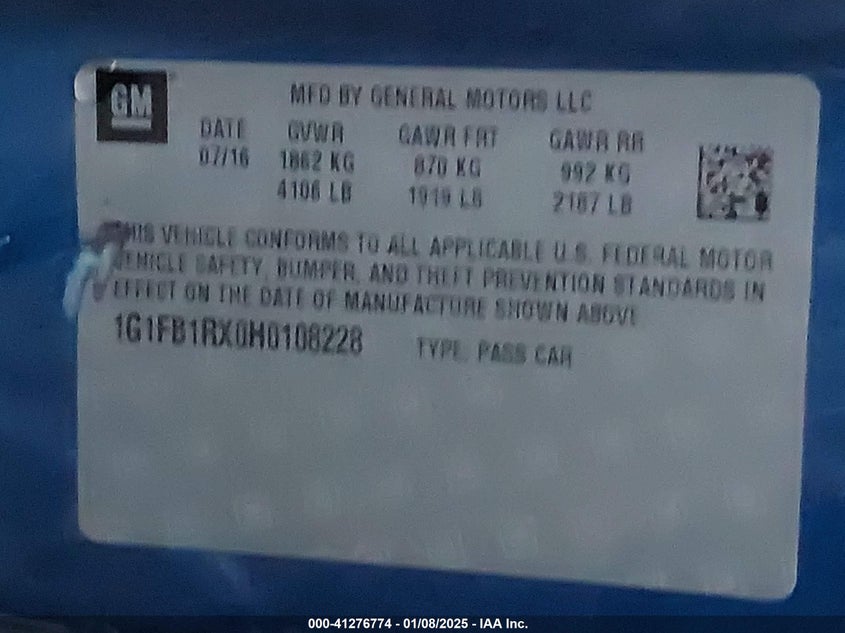 GM
MFD BY GENERAL MOTORS LLC
DATE GVWR GAWR FRT GAWR RR
07/16 1862 KG 870 KG 992 KG
4106 LB 1919 LB 2187 LB
THIS VEHICLE CONFORMS TO ALL APPLICABLE U.S. FEDERAL MOTOR
VEHICLE SAFETY, BUMPER, AND THEFT PREVENTION STANDARDS IN
EFFECT ON THE DATE OF MANUFACTURE SHOWN ABOVE
1G1FB1RX0H0108228 TYPE: PASS CAR
000-41276774 - 01/08/2025 - IAA Inc.